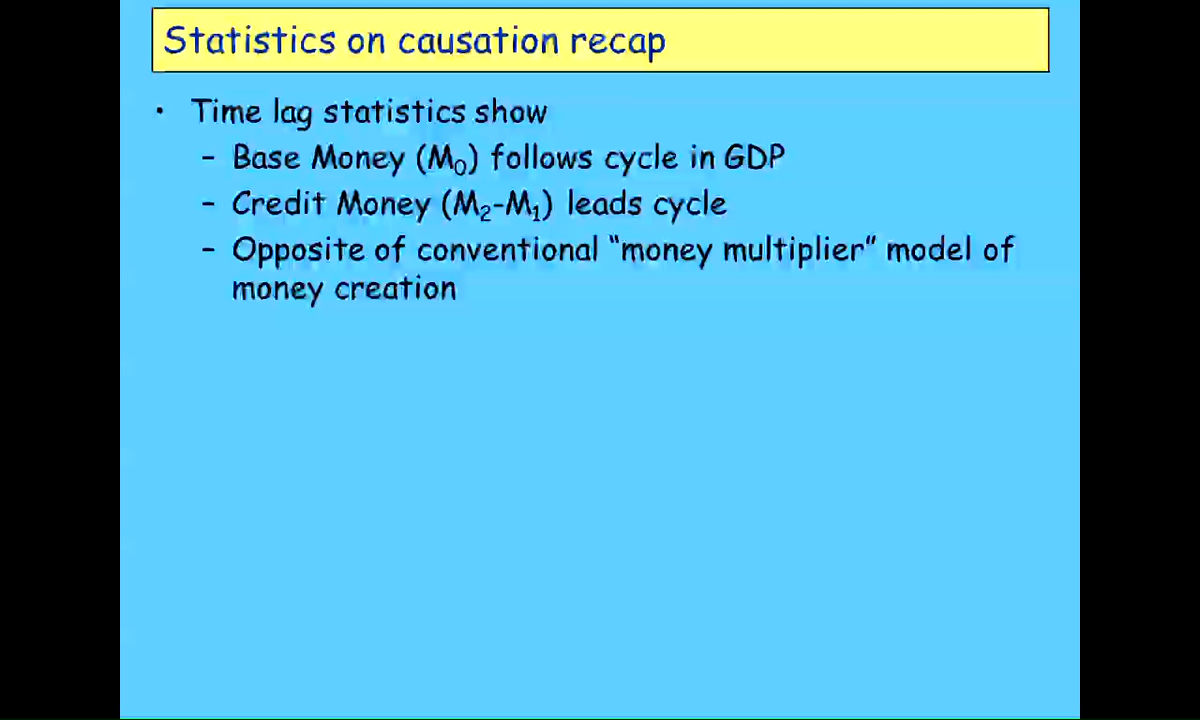 Statistics on causation recap
• Time lag statistics show
– Base Money (M₀) follows cycle in GDP
– Credit Money (M₂-M₁) leads cycle
– Opposite of conventional “money multiplier” model of
money creation